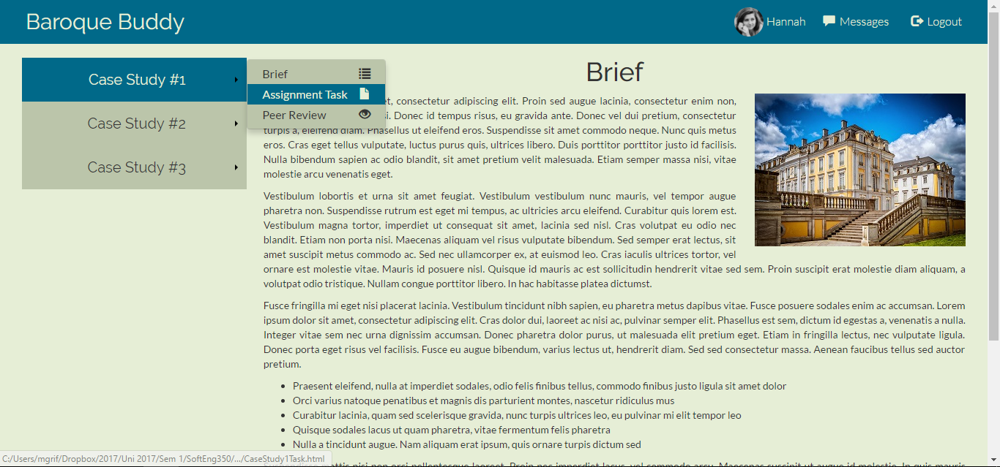 Baroque Buddy
Hannah
Messages
Logout
Case Study #1
Case Study #2
Case Study #3
Brief
Assignment Task
Peer Review
Brief
consectetur adipiscing elit. Proin sed augue lacinia, consectetur enim non,
Donec id tempus risus, eu gravida ante. Donec vel dui pretium, consectetur
turpis a, eleifend diam. Phasellus ut eleifend eros. Suspendisse sit amet commodo neque. Nunc quis metus
eros. Cras eget tellus vulputate, luctus purus quis, ultrices libero. Duis porttitor porttitor justo id facilisis.
Nulla bibendum sapien ac odio blandit, sit amet pretium velit malesuada. Etiam semper massa nisi, vitae
molestie arcu venenatis eget.
Vestibulum lobortis et urna sit amet feugiat. Vestibulum vestibulum nunc mauris, vel tempor augue
pharetra non. Suspendisse rutrum est eget mi tempus, ac ultricies arcu eleifend. Curabitur quis lorem est.
Vestibulum magna tortor, imperdiet ut consequat sit amet, lacinia sed nisl. Cras volutpat eu odio nec
blandit. Etiam non porta nisi. Maecenas aliquam vel risus vulputate bibendum. Sed semper erat lectus, sit
amet suscipit metus commodo ac. Sed nec ullamcorper ex, at euismod leo. Cras iaculis ultrices tortor, vel
ornare est molestie vitae. Mauris id posuere nisl. Quisque id mauris ac est sollicitudin hendrerit vitae sed sem. Proin suscipit erat molestie diam aliquam, a
volutpat odio tristique. Nullam congue porttitor libero. In hac habitasse platea dictumst.
Fusce fringilla mi eget nisi placerat lacinia. Vestibulum tincidunt nibh sapien, eu pharetra metus dapibus vitae. Fusce posuere sodales enim ac accumsan. Lorem
ipsum dolor sit amet, consectetur adipiscing elit. Cras dolor dui, laoreet ac nisi ac, pulvinar semper elit. Phasellus est sem, dictum id egestas a, venenatis a nulla.
Integer vitae sem nec urna dignissim accumsan. Donec pharetra dolor purus, ut malesuada elit pretium eget. Etiam in fringilla lectus, nec vulputate ligula.
Donec porta eget risus vel facilisis. Fusce eu augue bibendum, varius lectus ut, hendrerit diam. Sed sed consectetur massa. Aenean faucibus tellus sed auctor
pretium.
• Praesent eleifend, nulla at imperdiet sodales, odio felis finibus tellus, commodo finibus justo ligula sit amet dolor
• Orci varius natoque penatibus et magnis dis parturient montes, nascetur ridiculus mus
• Curabitur lacinia, quam sed scelerisque gravida, nunc turpis ultrices leo, eu pulvinar mi elit tempor leo
• Quisque sodales lacus ut quam pharetra, vitae fermentum felis pharetra
• Nulla a tincidunt augue. Nam aliquam erat ipsum, quis ornare turpis dictum sed
C:/Users/mgrif/Dropbox/2017/Uni 2017/Sem 1/SoftEng350/.../CaseStudy1Task.html